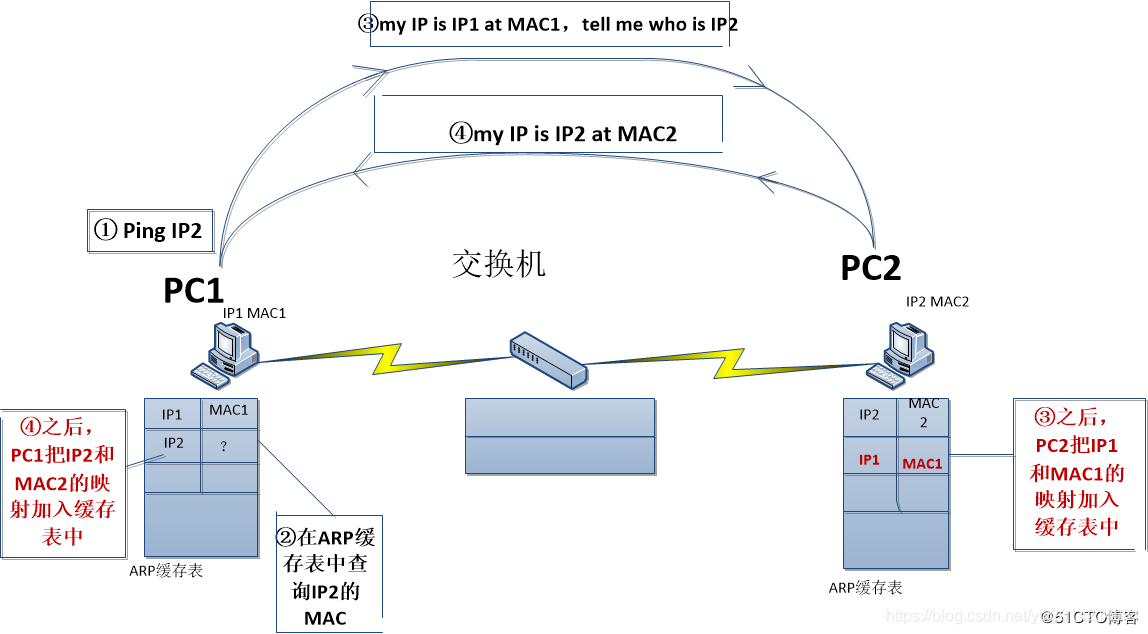 ③my IP is IP1 at MAC1，tell me who is IP2
④my IP is IP2 at MAC2
① Ping IP2
交换机
PC1
IP1 MAC1
PC2
IP2 MAC2
IP1 MAC1
IP2 ？
ARP缓存表
④之后，
PC1把IP2和
MAC2的映
射加入缓存
表中
②在ARP缓
存表中查
询IP2的
MAC
IP2 MAC
2
IP1 MAC1
ARP缓存表
③之后，
PC2把IP1
和MAC1的
映射加入
缓存表中
https://blog.csdn.net/y
@51CTO博客